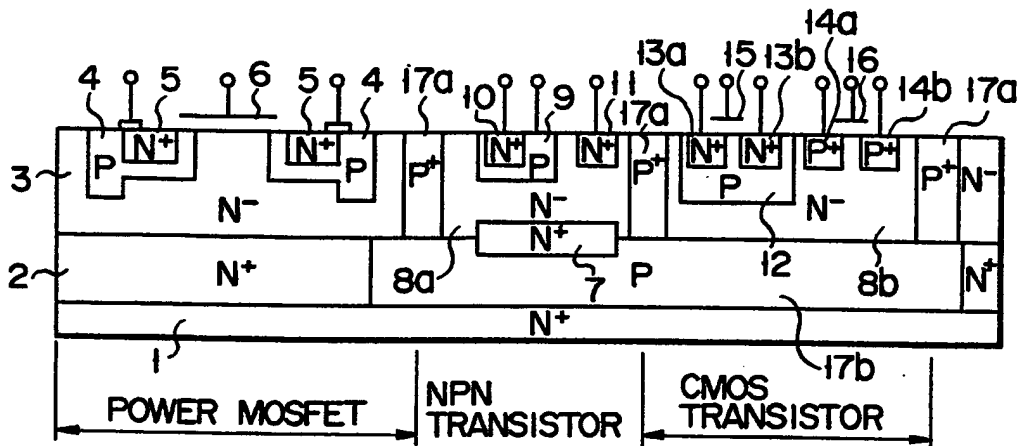 14a
13a 15 13b 16
4 5 6 5 4 17a 10 9 11 17a 14b 17a
N+ N+ N+ P N+ N+ N+ P+ P+
3 P P P+ P+ P P+ N-
N- N- N-
N+
2 N+ 8a 7 P 12 8b N+
N+
1 17b
POWER MOSFET
NPN
TRANSISTOR
CMOS
TRANSISTOR